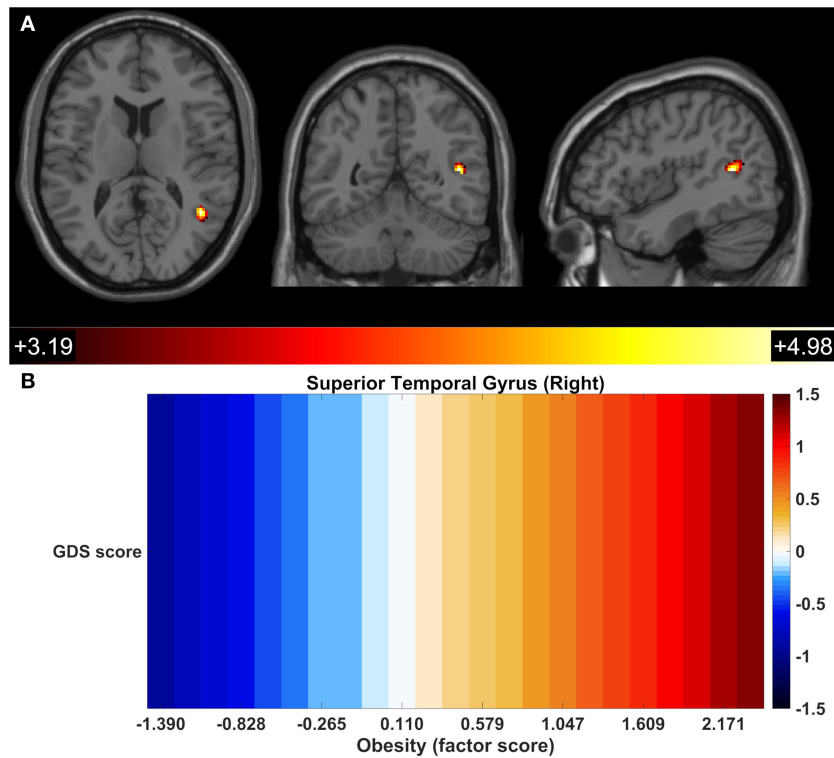 A
+3.19
+4.98
B
Superior Temporal Gyrus (Right)
1.5
1
0.5
0
-0.5
-1
-1.5
GDS score
-1.390 -0.828 -0.265 0.110 0.579 1.047 1.609 2.171
Obesity (factor score)